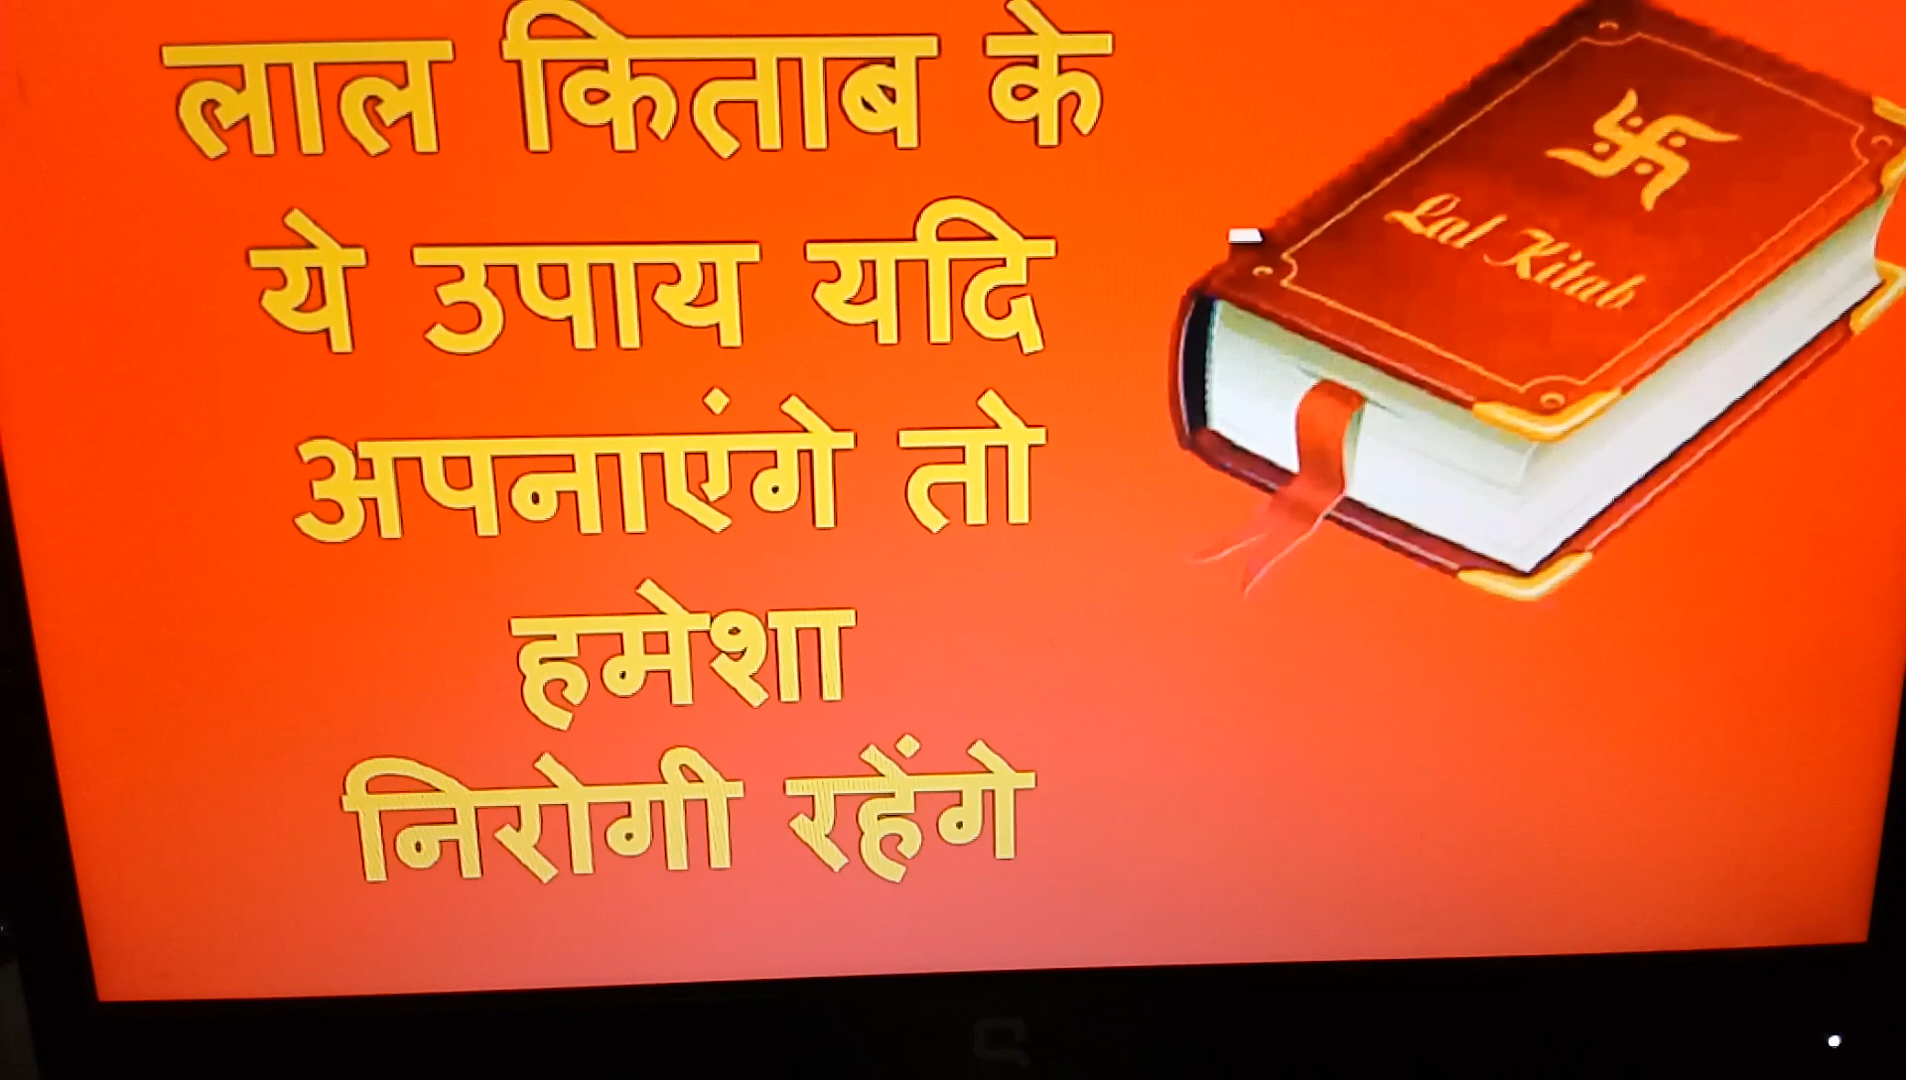 लाल किताब के
ये उपाय यदि
अपनाएंगे तो
हमेशा
निरोगी रहेंगे
Lal Kitab